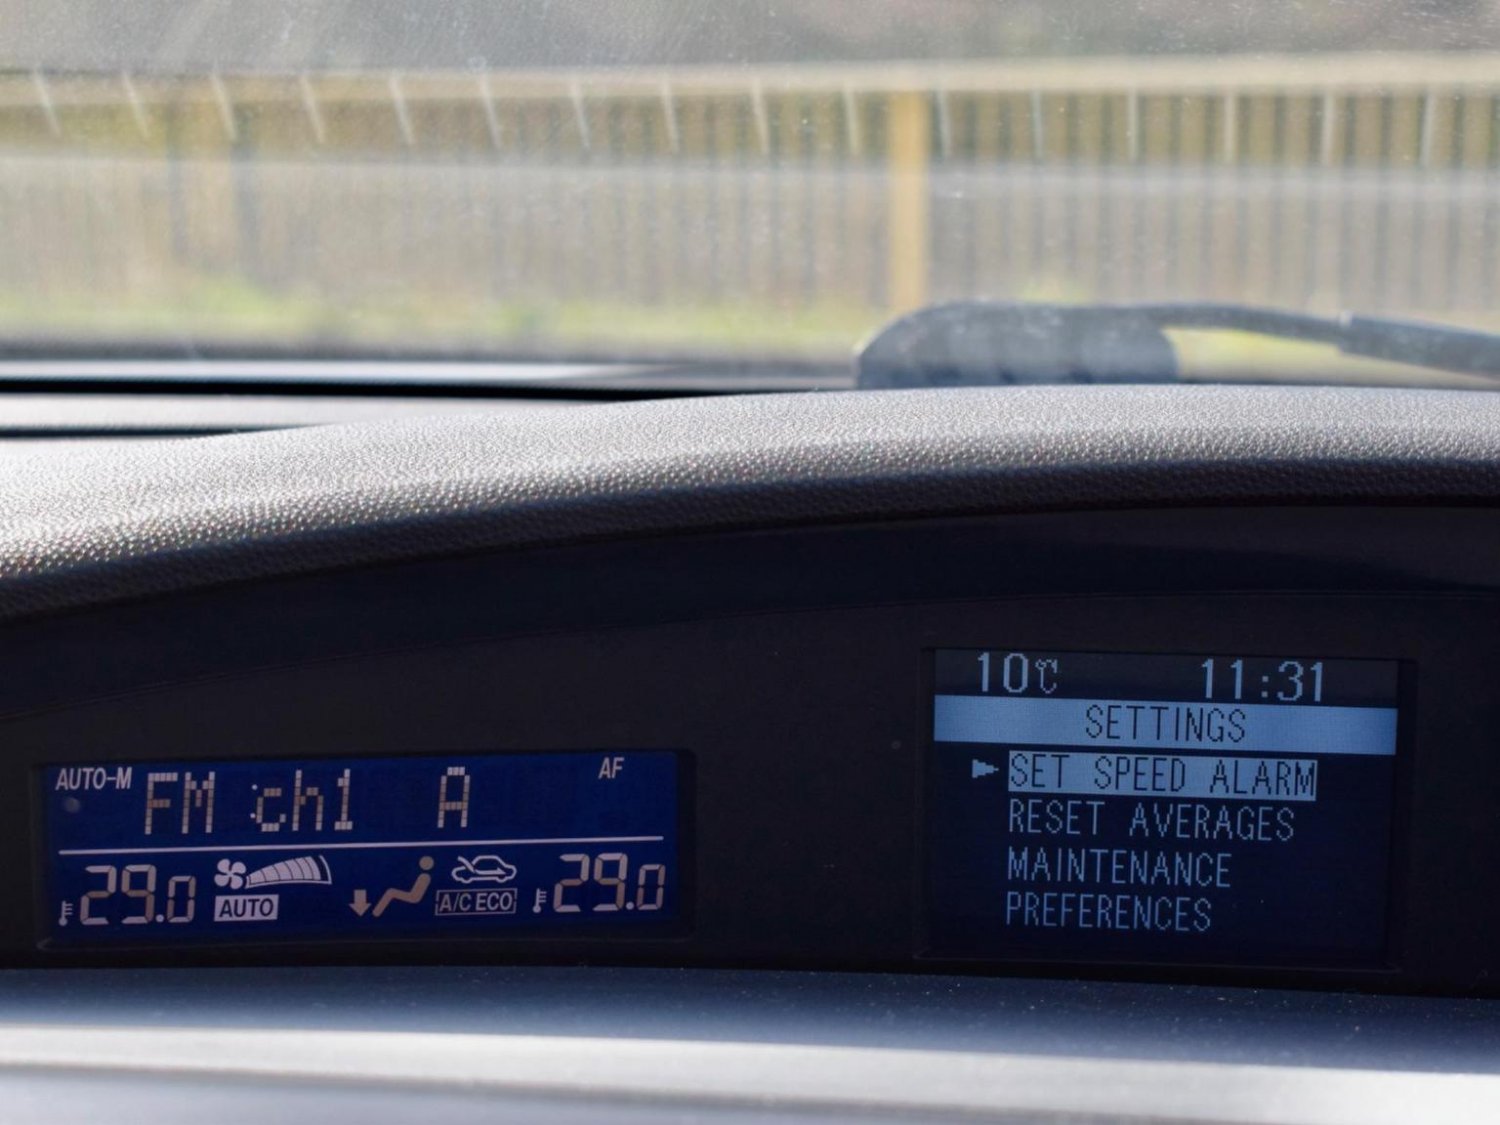 AUTO-M FM ch1 A AF
29.0 AUTO A/C ECO 29.0
10℃ 11:31
SETTINGS
SET SPEED ALARM
RESET AVERAGES
MAINTENANCE
PREFERENCES